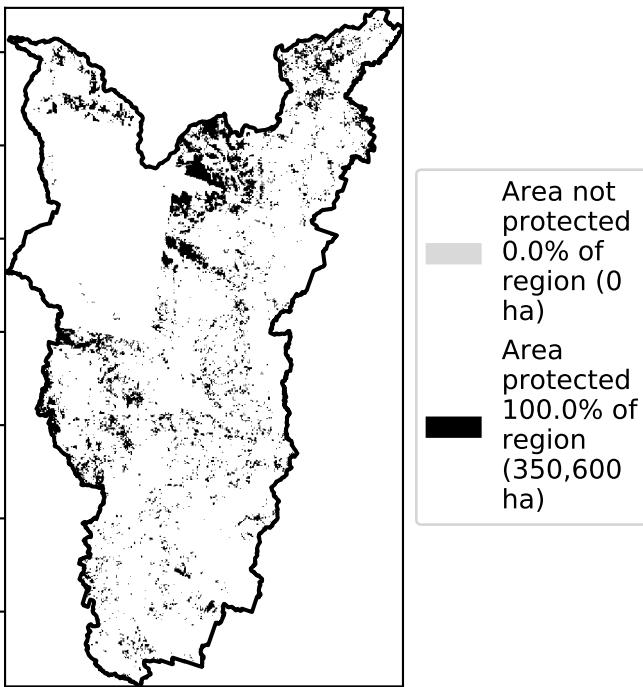 Area not
protected
0.0% of
region (0
ha)
Area
protected
100.0% of
region
(350,600
ha)